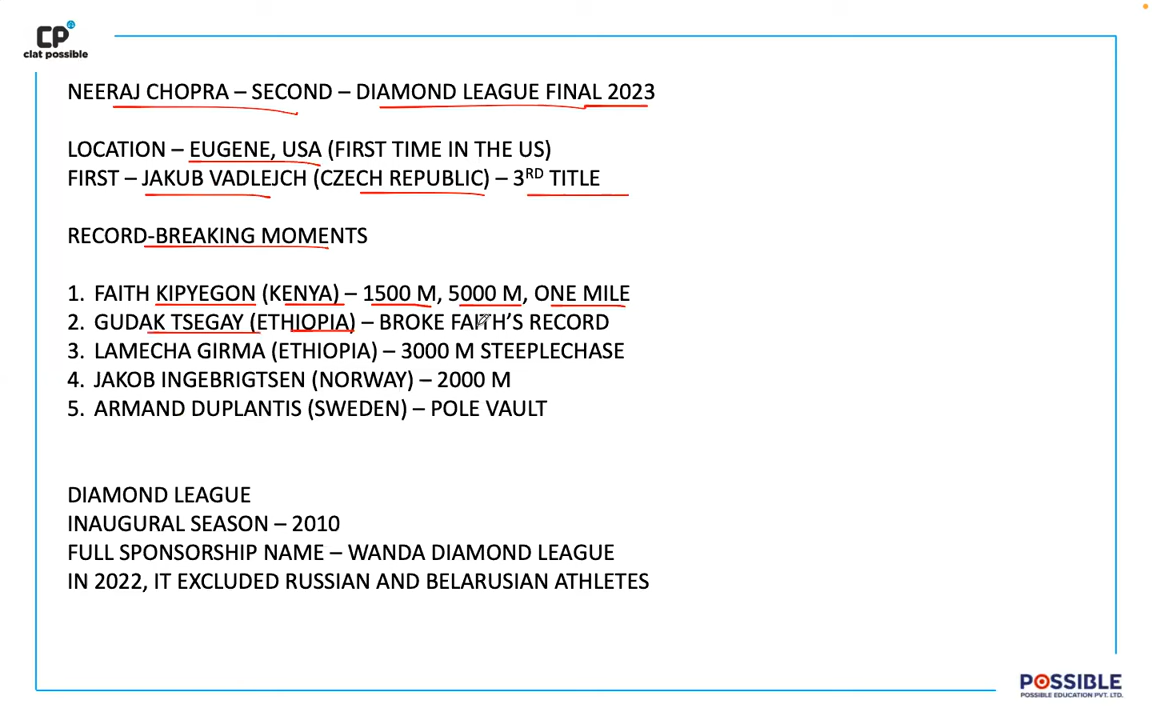 CP
clat possible
NEERAJ CHOPRA – SECOND – DIAMOND LEAGUE FINAL 2023
LOCATION – EUGENE, USA (FIRST TIME IN THE US)
FIRST – JAKUB VADLEJCH (CZECH REPUBLIC) – 3RD TITLE
RECORD-BREAKING MOMENTS
1. FAITH KIPYEGON (KENYA) – 1500 M, 5000 M, ONE MILE
2. GUDAK TSEGAY (ETHIOPIA) – BROKE FAITH'S RECORD
3. LAMECHA GIRMA (ETHIOPIA) – 3000 M STEEPLECHASE
4. JAKOB INGEBRIGTSEN (NORWAY) – 2000 M
5. ARMAND DUPLANTIS (SWEDEN) – POLE VAULT
DIAMOND LEAGUE
INAUGURAL SEASON – 2010
FULL SPONSORSHIP NAME – WANDA DIAMOND LEAGUE
IN 2022, IT EXCLUDED RUSSIAN AND BELARUSIAN ATHLETES
POSSIBLE
POSSIBLE EDUCATION PVT. LTD.